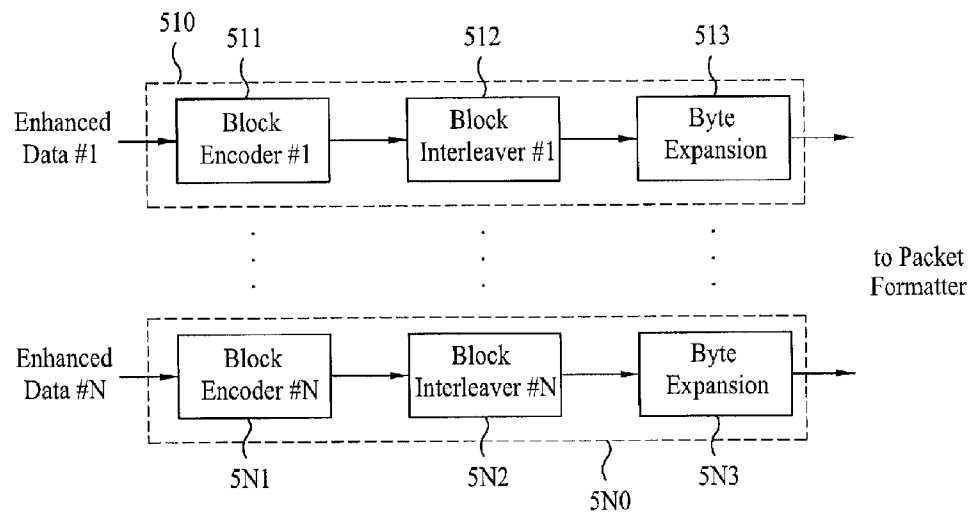 510
511
512
513
Enhanced
Data #1
Block
Encoder #1
Block
Interleaver #1
Byte
Expansion
to Packet
Formatter
Enhanced
Data #N
Block
Encoder #N
Block
Interleaver #N
Byte
Expansion
5N1
5N2
5N0
5N3